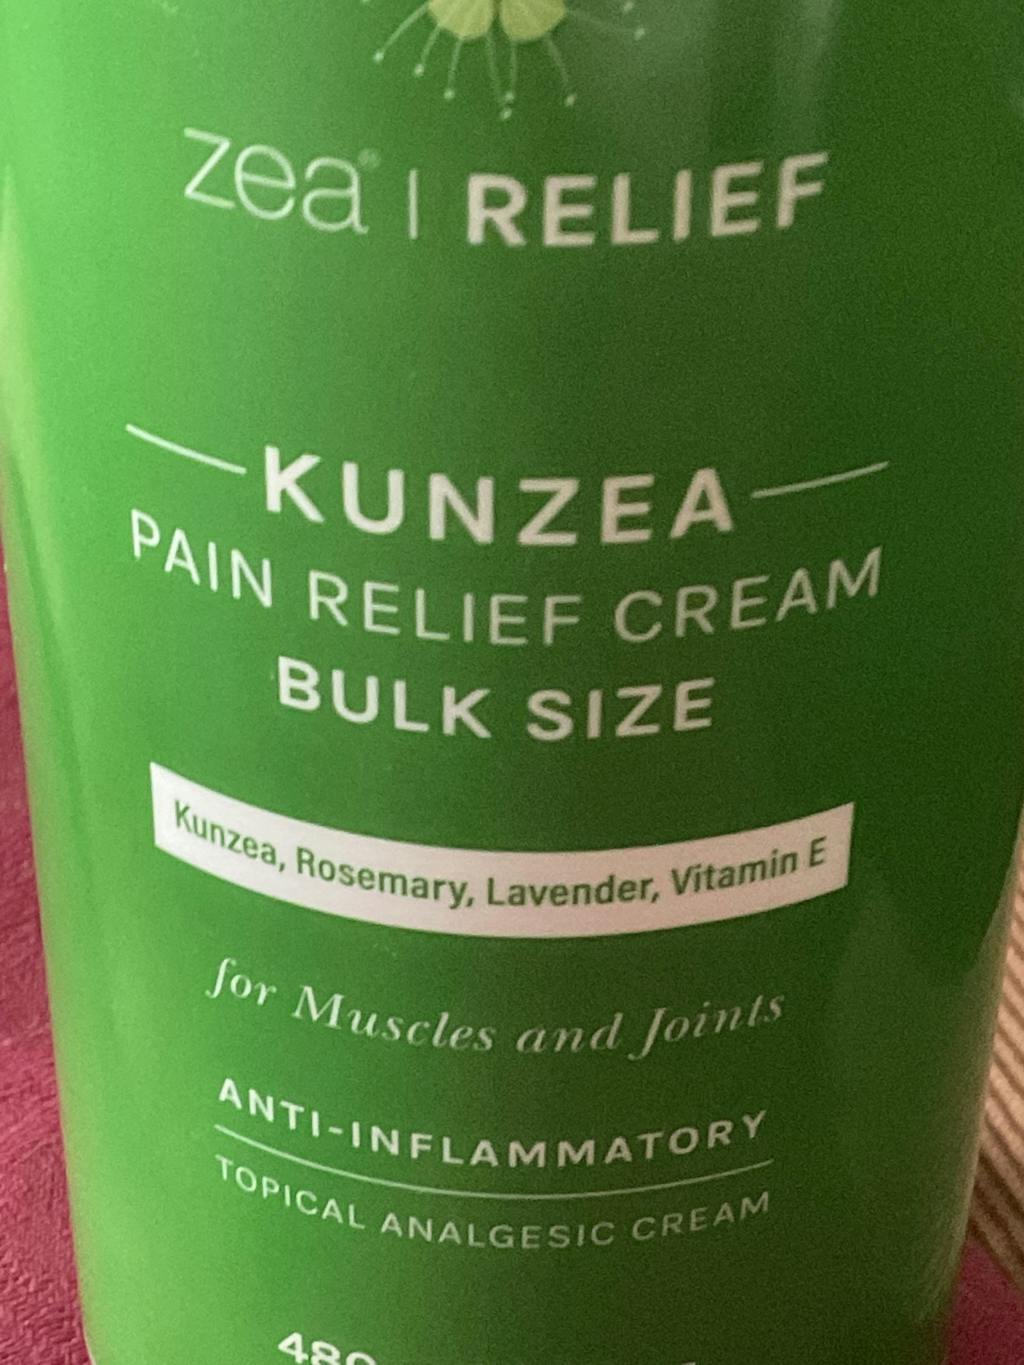 zea® | RELIEF
KUNZEA
PAIN RELIEF CREAM
BULK SIZE
Kunzea, Rosemary, Lavender, Vitamin E
for Muscles and Joints
ANTI-INFLAMMATORY
TOPICAL ANALGESIC CREAM